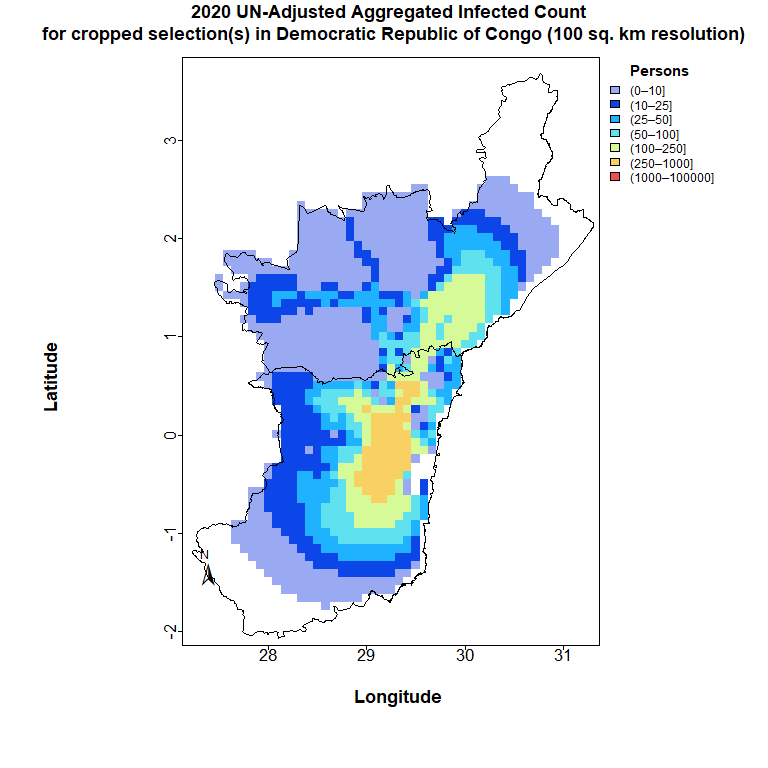 2020 UN-Adjusted Aggregated Infected Count
for cropped selection(s) in Democratic Republic of Congo (100 sq. km resolution)
Persons
(0–10]
(10–25]
(25–50]
(50–100]
(100–250]
(250–1000]
(1000–100000]
3
2
1
0
-1
-2
Latitude
N
28 29 30 31
Longitude